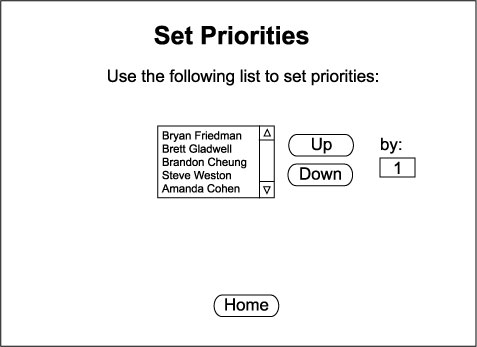 Set Priorities
Use the following list to set priorities:
Bryan Friedman
Brett Gladwell
Brandon Cheung
Steve Weston
Amanda Cohen
Up
Down
by:
1
Home